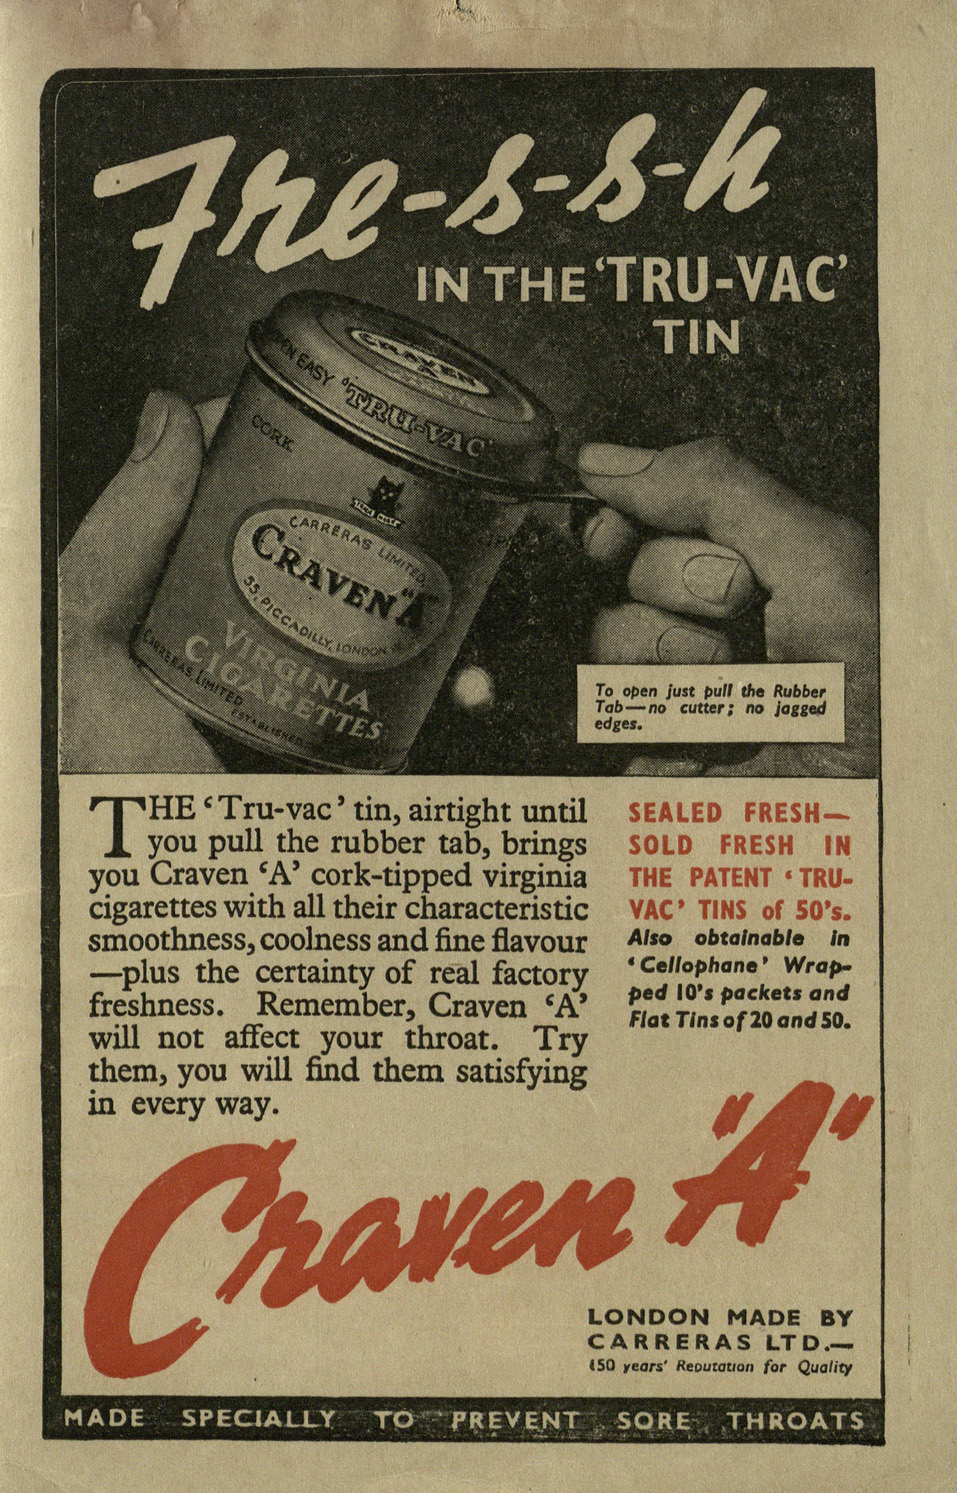 Fre-s-s-h
IN THE 'TRU-VAC'
TIN
CRAVEN
A
OPEN EASY 'TRU-VAC'
CORK
CARRERAS LIMITED,
CRAVEN "A"
55, PICCADILLY, LONDON
VIRGINIA
CIGARETTES
CARRERAS LIMITED
ESTABLISHED
To open just pull the Rubber
Tab—no cutter; no jagged
edges.
THE 'Tru-vac' tin, airtight until
you pull the rubber tab, brings
you Craven 'A' cork-tipped virginia
cigarettes with all their characteristic
smoothness, coolness and fine flavour
—plus the certainty of real factory
freshness. Remember, Craven 'A'
will not affect your throat. Try
them, you will find them satisfying
in every way.
SEALED FRESH—
SOLD FRESH IN
THE PATENT 'TRU-
VAC' TINS of 50's.
Also obtainable in
'Cellophane' Wrap-
ped 10's packets and
Flat Tins of 20 and 50.
Craven "A"
LONDON MADE BY
CARRERAS LTD.—
150 years' Reputation for Quality
MADE SPECIALLY TO PREVENT SORE THROATS